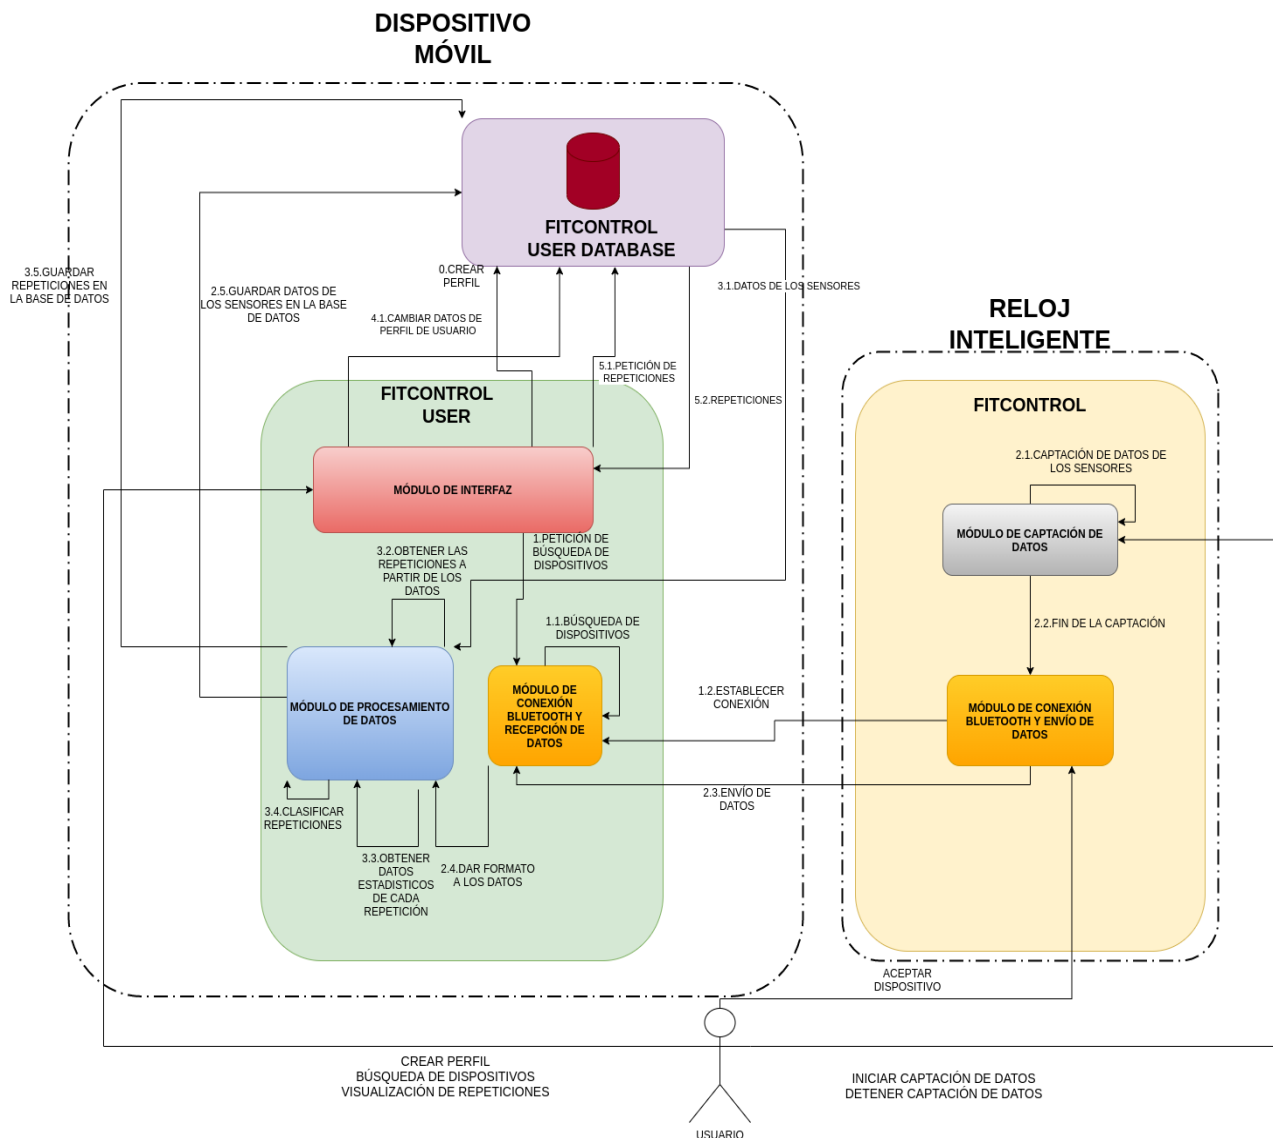 DISPOSITIVO
MÓVIL
FITCONTROL
USER DATABASE
3.5.GUARDAR
REPETICIONES EN
LA BASE DE DATOS
2.5.GUARDAR DATOS DE
LOS SENSORES EN LA BASE
DE DATOS
0.CREAR
PERFIL
4.1.CAMBIAR DATOS DE
PERFIL DE USUARIO
3.1.DATOS DE LOS SENSORES
5.1.PETICIÓN DE
REPETICIONES
5.2.REPETICIONES
FITCONTROL
USER
MÓDULO DE INTERFAZ
3.2.OBTENER LAS
REPETICIONES A
PARTIR DE LOS
DATOS
1.PETICIÓN DE
BÚSQUEDA DE
DISPOSITIVOS
1.1.BÚSQUEDA DE
DISPOSITIVOS
MÓDULO DE PROCESAMIENTO
DE DATOS
MÓDULO DE
CONEXIÓN
BLUETOOTH Y
RECEPCIÓN DE
DATOS
3.4.CLASIFICAR
REPETICIONES
3.3.OBTENER
DATOS
ESTADISTICOS
DE CADA
REPETICIÓN
2.4.DAR FORMATO
A LOS DATOS
1.2.ESTABLECER
CONEXIÓN
2.3.ENVÍO DE
DATOS
RELOJ
INTELIGENTE
FITCONTROL
2.1.CAPTACIÓN DE DATOS DE
LOS SENSORES
MÓDULO DE CAPTACIÓN DE
DATOS
2.2.FIN DE LA CAPTACIÓN
MÓDULO DE CONEXIÓN
BLUETOOTH Y ENVÍO DE
DATOS
ACEPTAR
DISPOSITIVO
CREAR PERFIL
BÚSQUEDA DE DISPOSITIVOS
VISUALIZACIÓN DE REPETICIONES
INICIAR CAPTACIÓN DE DATOS
DETENER CAPTACIÓN DE DATOS
USUARIO